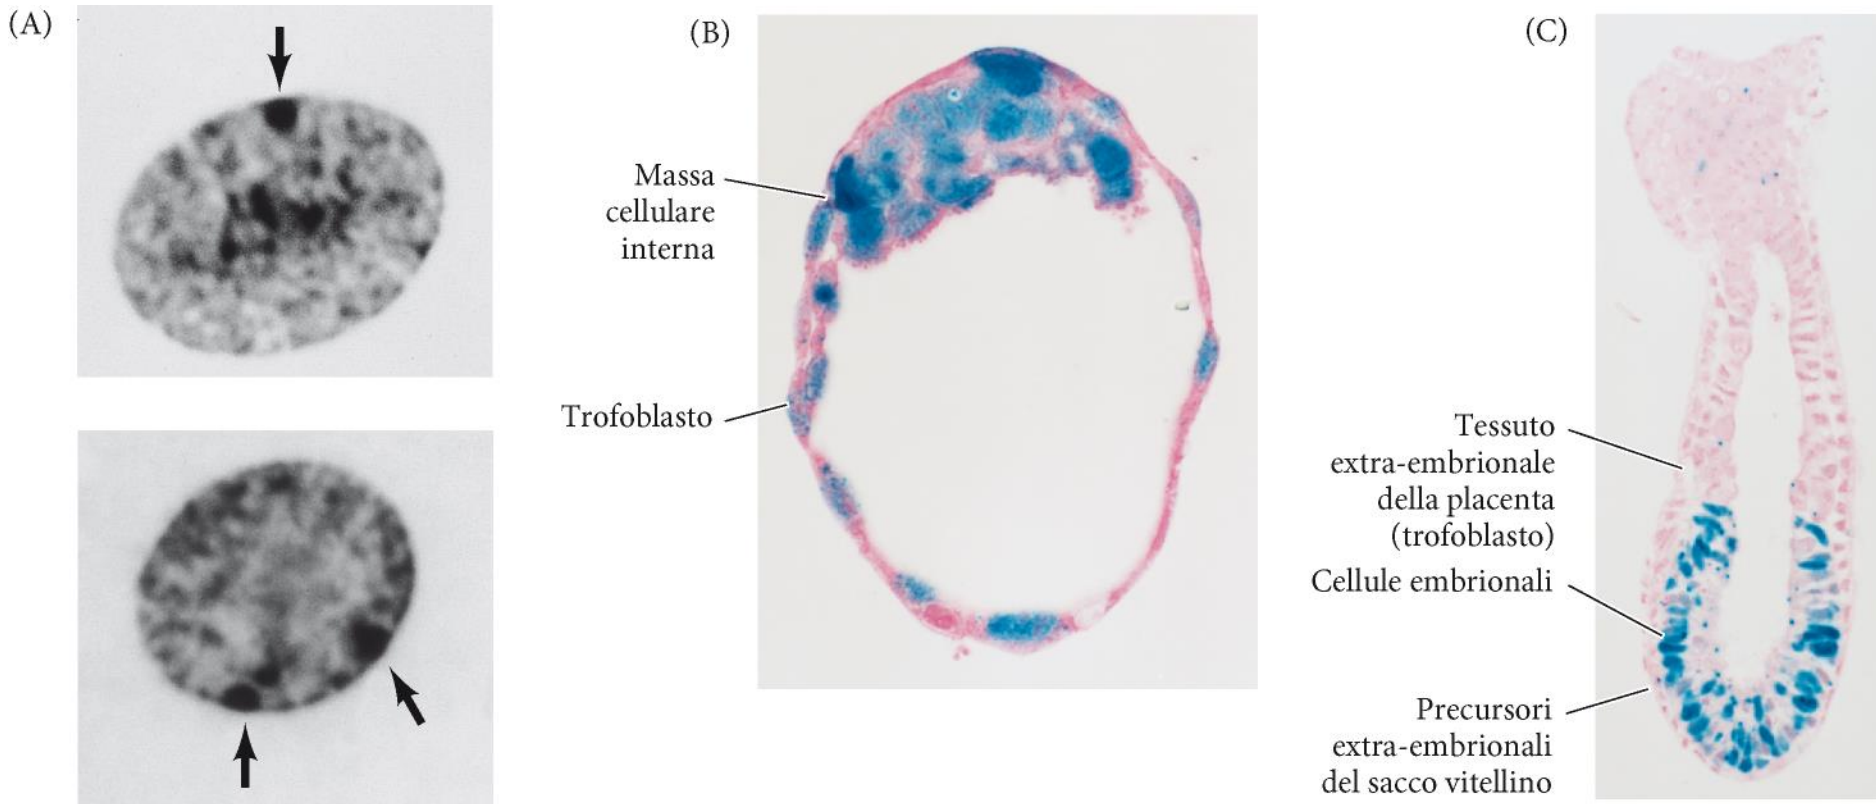 (A)
(B)
Massa
cellulare
interna
Trofoblasto
(C)
Tessuto
extra-embrionale
della placenta
(trofoblasto)
Cellule embrionali
Precursori
extra-embrionali
del sacco vitellino